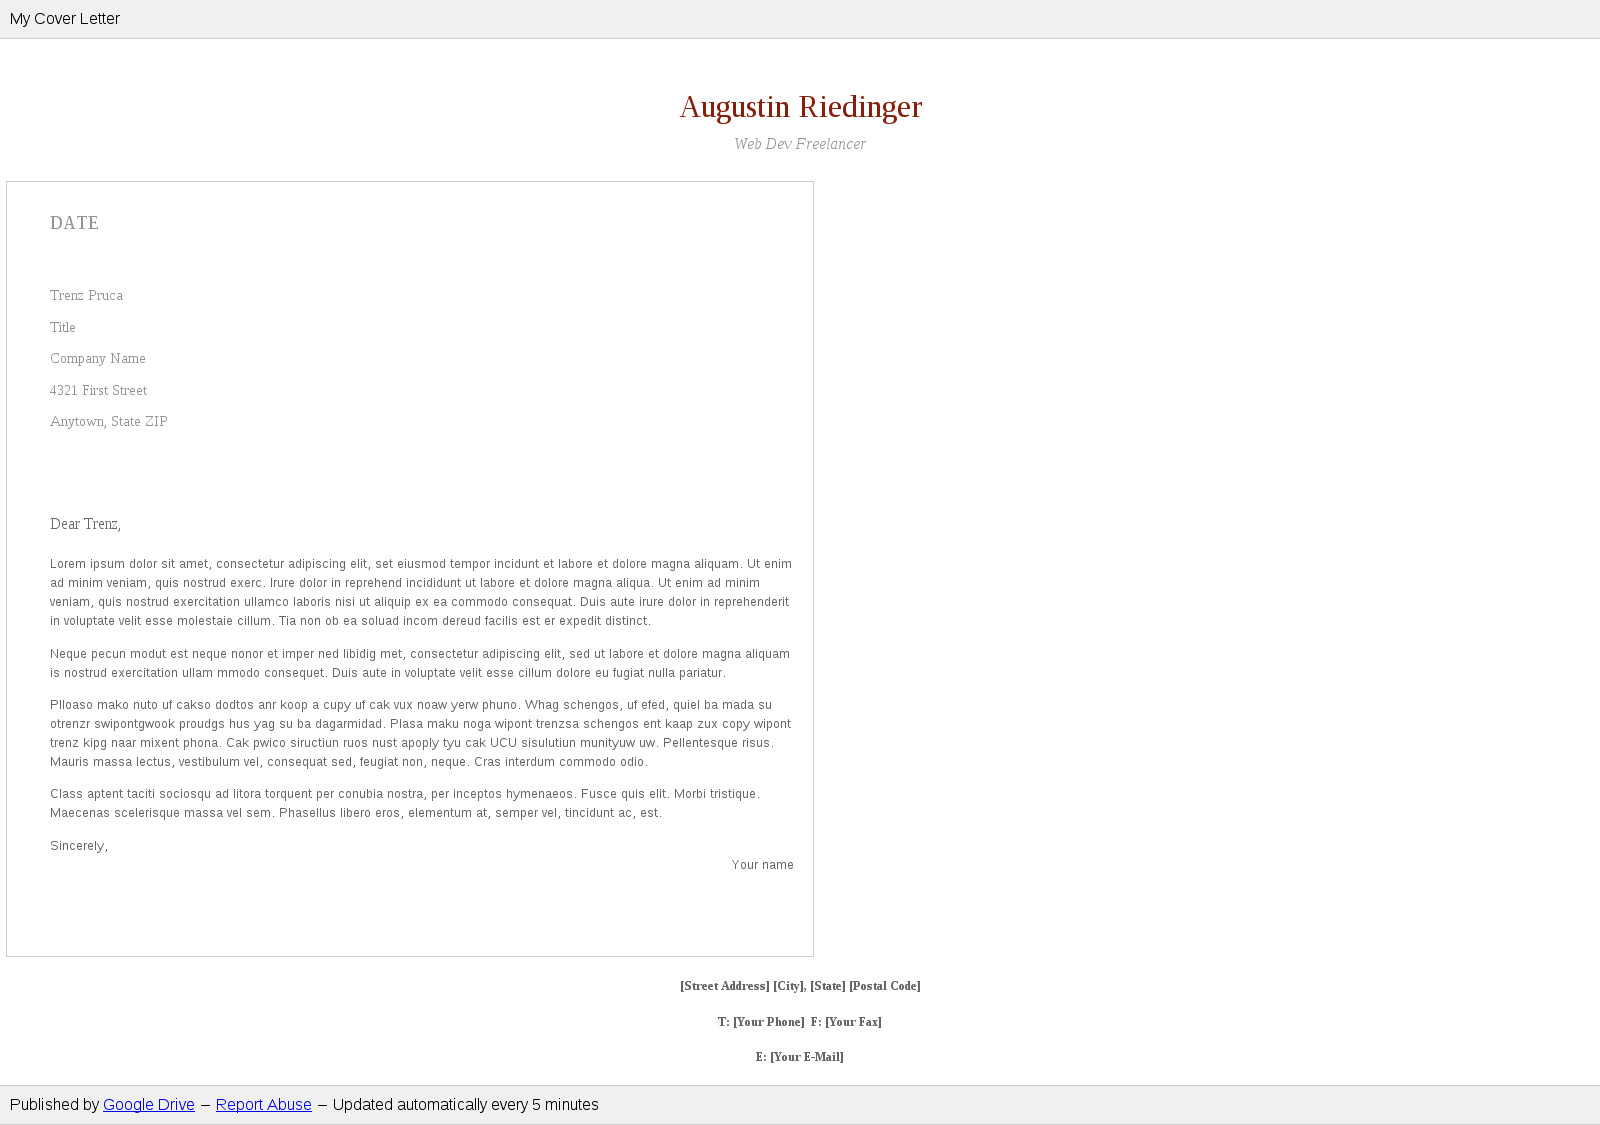 My Cover Letter
Augustin Riedinger
Web Dev Freelancer
DATE
Trenz Pruca
Title
Company Name
4321 First Street
Anytown, State ZIP
Dear Trenz,
Lorem ipsum dolor sit amet, consectetur adipiscing elit, set eiusmod tempor incidunt et labore et dolore magna aliquam. Ut enim
ad minim veniam, quis nostrud exerc. Irure dolor in reprehend incididunt ut labore et dolore magna aliqua. Ut enim ad minim
veniam, quis nostrud exercitation ullamco laboris nisi ut aliquip ex ea commodo consequat. Duis aute irure dolor in reprehenderit
in voluptate velit esse molestaie cillum. Tia non ob ea soluad incom dereud facilis est er expedit distinct.
Neque pecun modut est neque nonor et imper ned libidig met, consectetur adipiscing elit, sed ut labore et dolore magna aliquam
is nostrud exercitation ullam mmodo consequet. Duis aute in voluptate velit esse cillum dolore eu fugiat nulla pariatur.
Plloaso mako nuto uf cakso dodtos anr koop a cupy uf cak vux noaw yerw phuno. Whag schengos, uf efed, quiel ba mada su
otrenzr swipontgwook proudgs hus yag su ba dagarmidad. Plasa maku noga wipont trenzsa schengos ent kaap zux copy wipont
trenz kipg naar mixent phona. Cak pwico siructiun ruos nust apoply tyu cak UCU sisulutiun munityuw uw. Pellentesque risus.
Mauris massa lectus, vestibulum vel, consequat sed, feugiat non, neque. Cras interdum commodo odio.
Class aptent taciti sociosqu ad litora torquent per conubia nostra, per inceptos hymenaeos. Fusce quis elit. Morbi tristique.
Maecenas scelerisque massa vel sem. Phasellus libero eros, elementum at, semper vel, tincidunt ac, est.
Sincerely,
Your name
[Street Address] [City], [State] [Postal Code]
T: [Your Phone]  F: [Your Fax]
E: [Your E-Mail]
Published by Google Drive – Report Abuse – Updated automatically every 5 minutes